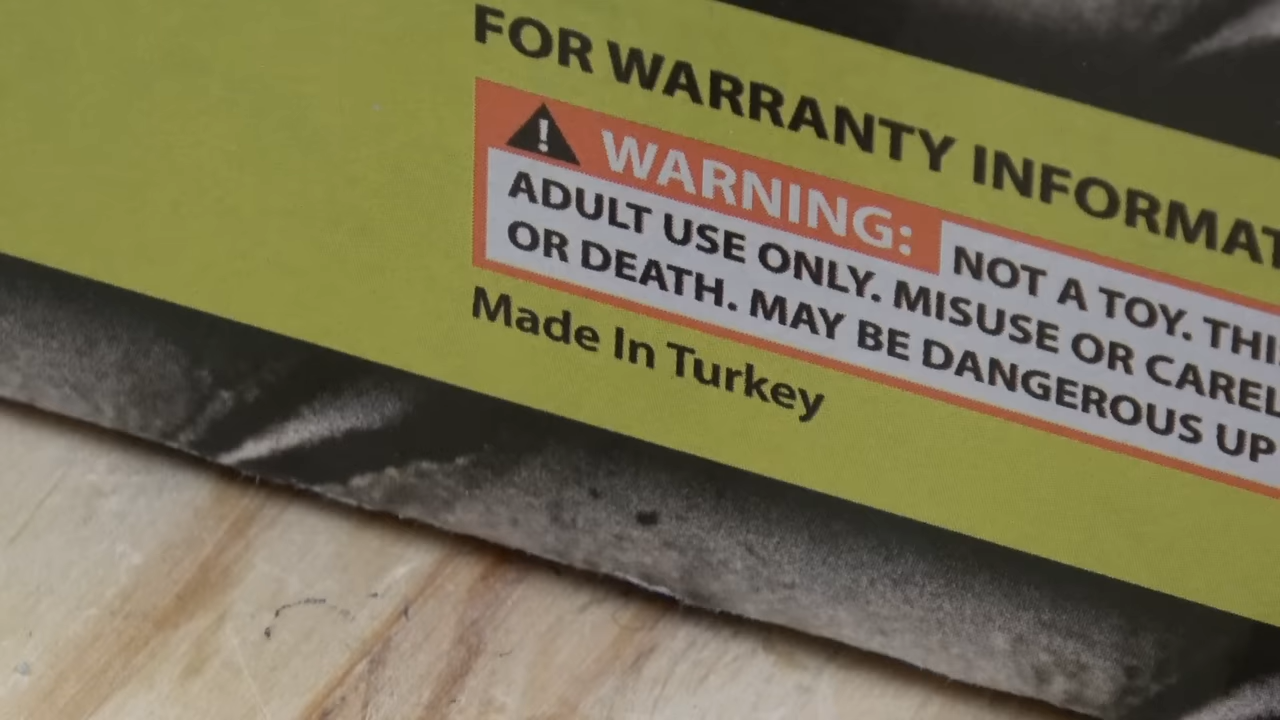 FOR WARRANTY INFORMAT
WARNING: NOT A TOY. THI
ADULT USE ONLY. MISUSE OR CAREL
OR DEATH. MAY BE DANGEROUS UP
Made In Turkey